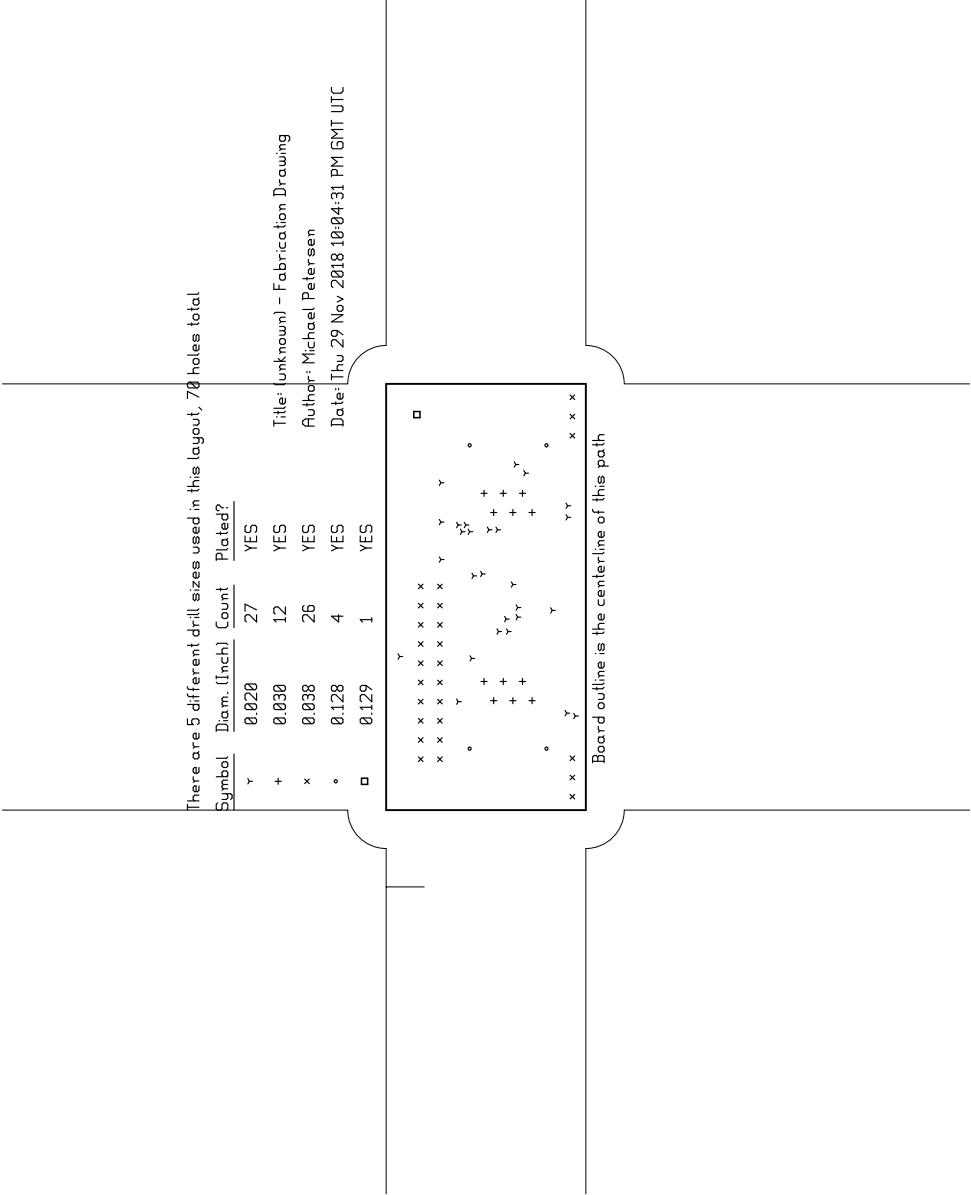 There are 5 different drill sizes used in this layout, 70 holes total
Symbol Diam. (Inch) Count Plated?
0.020 27 YES
0.030 12 YES
0.038 26 YES
0.128 4 YES
0.129 1 YES
Title: (unknown) - Fabrication Drawing
Author: Michael Petersen
Date: Thu 29 Nov 2018 10:04:31 PM GMT UTC
Board outline is the centerline of this path